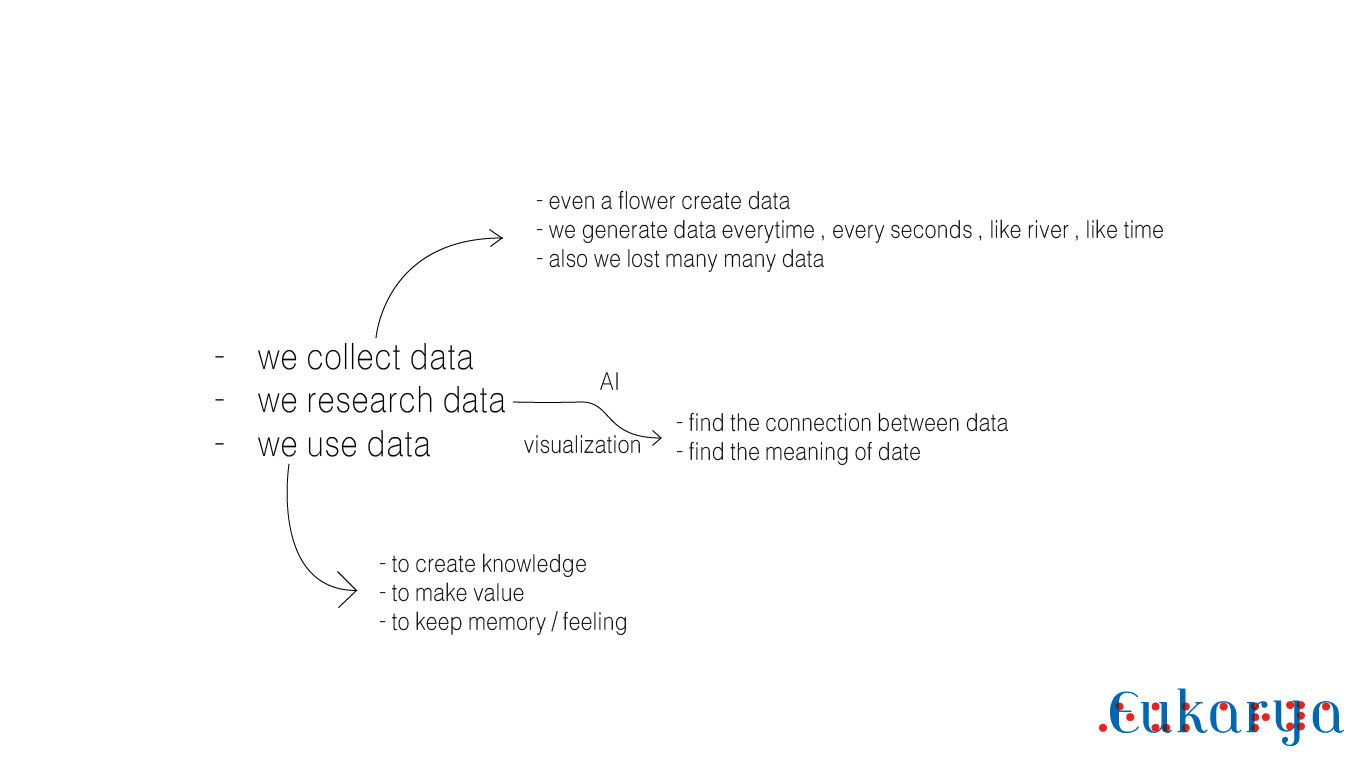 - even a flower create data
- we generate data everytime , every seconds , like river , like time
- also we lost many many data
- we collect data
- we research data
- we use data
AI
visualization
- find the connection between data
- find the meaning of date
- to create knowledge
- to make value
- to keep memory / feeling
Eukarya